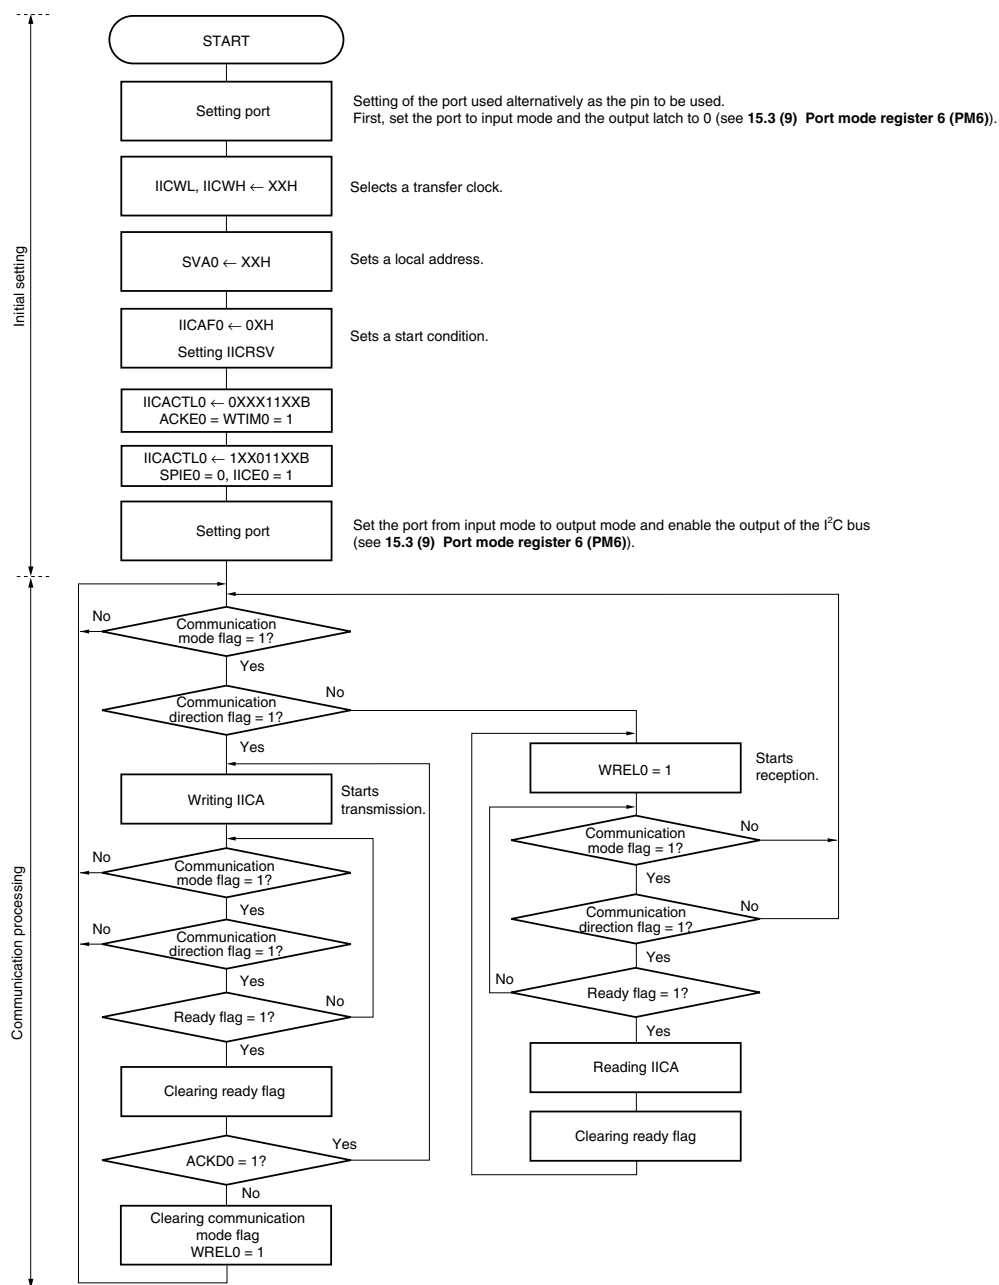 START
Setting port
Setting of the port used alternatively as the pin to be used.
First, set the port to input mode and the output latch to 0 (see 15.3 (9) Port mode register 6 (PM6)).
IICWL, IICWH ← XXH
Selects a transfer clock.
SVA0 ← XXH
Sets a local address.
IICAF0 ← 0XH
Setting IICRSV
Sets a start condition.
IICACTL0 ← 0XXX11XXB
ACKE0 = WTIM0 = 1
IICACTL0 ← 1XX011XXB
SPIE0 = 0, IICE0 = 1
Setting port
Set the port from input mode to output mode and enable the output of the I²C bus
(see 15.3 (9) Port mode register 6 (PM6)).
Initial setting
Communication processing
No
Communication
mode flag = 1?
Yes
No
Communication
direction flag = 1?
Yes
Writing IICA
Starts
transmission.
No
Communication
mode flag = 1?
Yes
No
Communication
direction flag = 1?
Yes
No
Ready flag = 1?
Yes
Clearing ready flag
Yes
ACKD0 = 1?
No
Clearing communication
mode flag
WREL0 = 1
WREL0 = 1
Starts
reception.
No
Communication
mode flag = 1?
Yes
No
Communication
direction flag = 1?
Yes
No
Ready flag = 1?
Yes
Reading IICA
Clearing ready flag